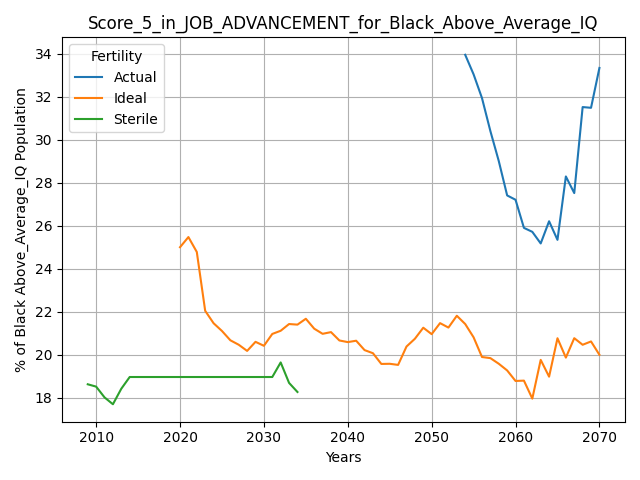 Score_5_in_JOB_ADVANCEMENT_for_Black_Above_Average_IQ
Fertility
Actual
Ideal
Sterile
% of Black Above_Average_IQ Population
34
32
30
28
26
24
22
20
18
2010 2020 2030 2040 2050 2060 2070
Years